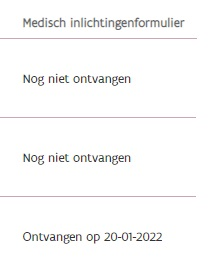 Medisch inlichtingenformulier
Nog niet ontvangen
Nog niet ontvangen
Ontvangen op 20-01-2022